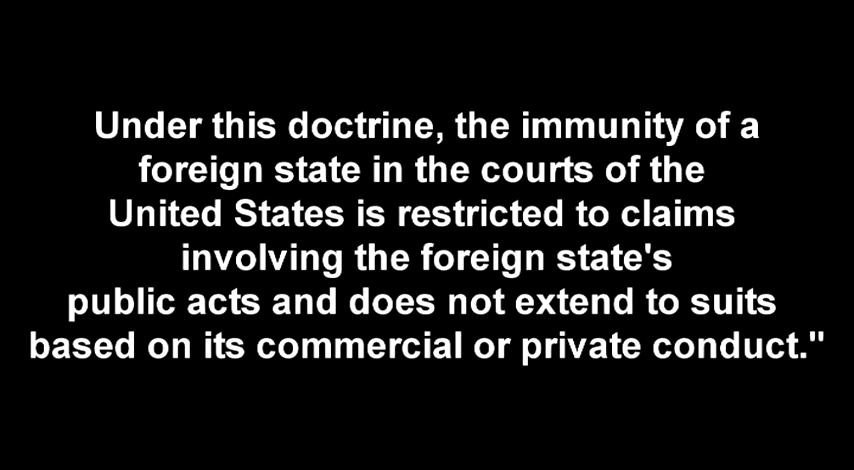 Under this doctrine, the immunity of a
foreign state in the courts of the
United States is restricted to claims
involving the foreign state's
public acts and does not extend to suits
based on its commercial or private conduct."